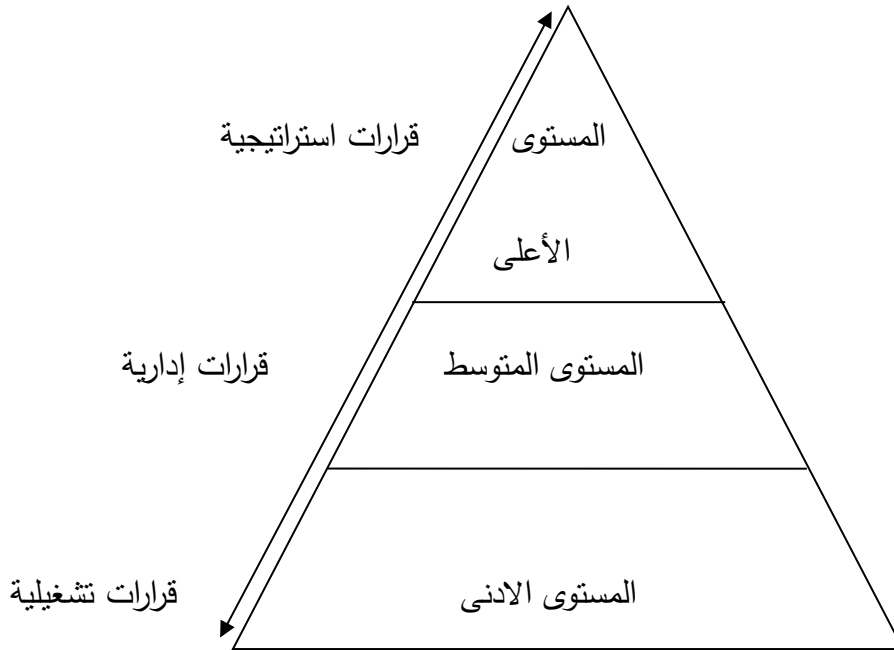 المستوى
قرارات استراتيجية
الأعلى
المستوى المتوسط
قرارات إدارية
المستوى الادنى
قرارات تشغيلية